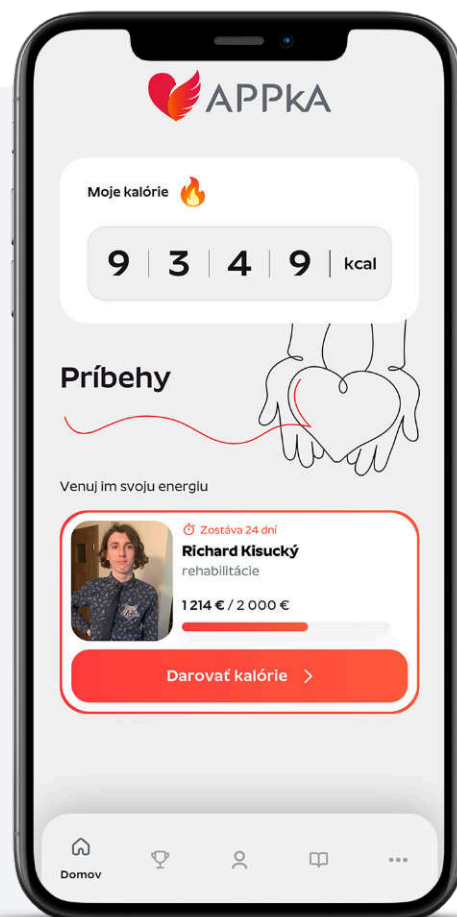 APPkA
Moje kalórie
9 3 4 9 kcal
Príbehy
Venuj im svoju energiu
Zostáva 24 dní
Richard Kisucký
rehabilitácie
1 214 € / 2 000 €
Darovať kalórie
Domov